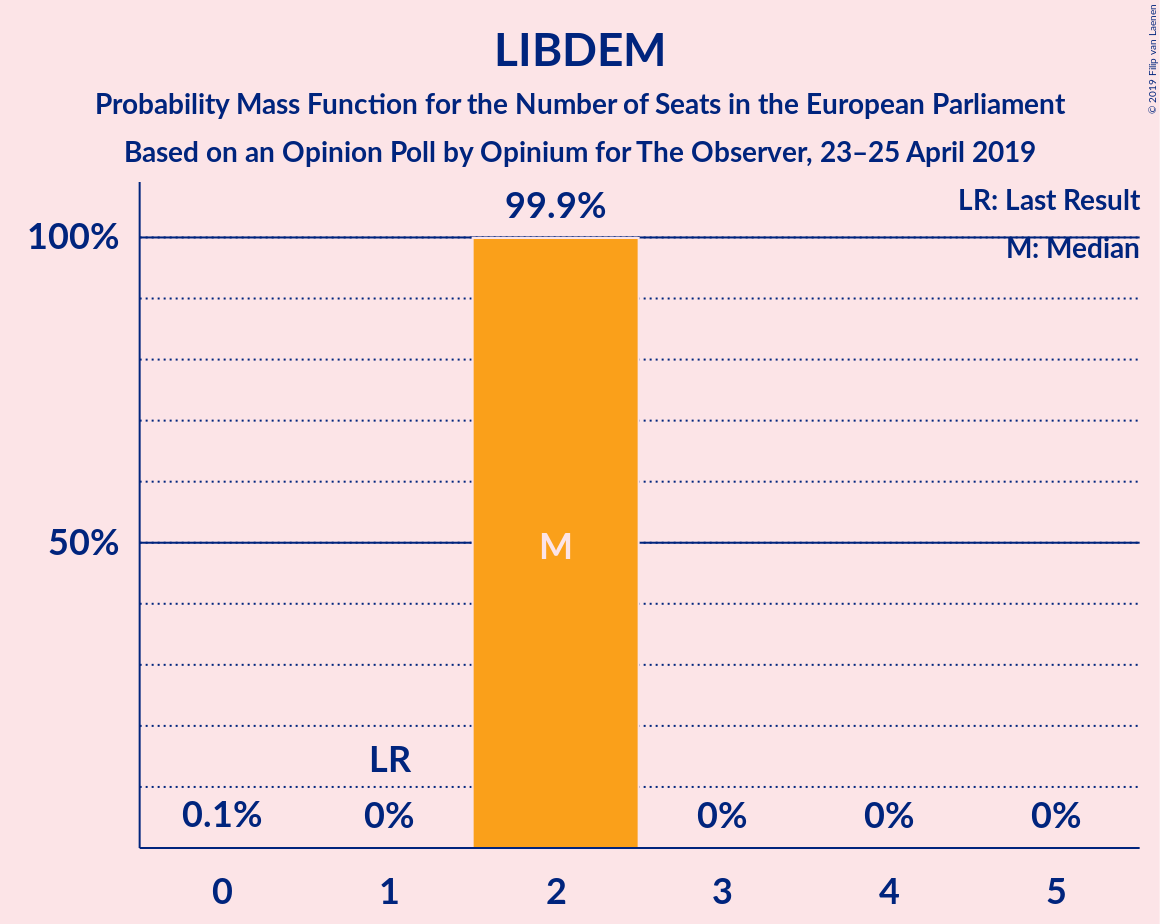 LIBDEM
Probability Mass Function for the Number of Seats in the European Parliament
Based on an Opinion Poll by Opinium for The Observer, 23–25 April 2019
© 2019 Filip van Laenen
LR: Last Result
M: Median
99.9%
100%
50%
M
LR
0.1% 0% 0% 0% 0%
0 1 2 3 4 5